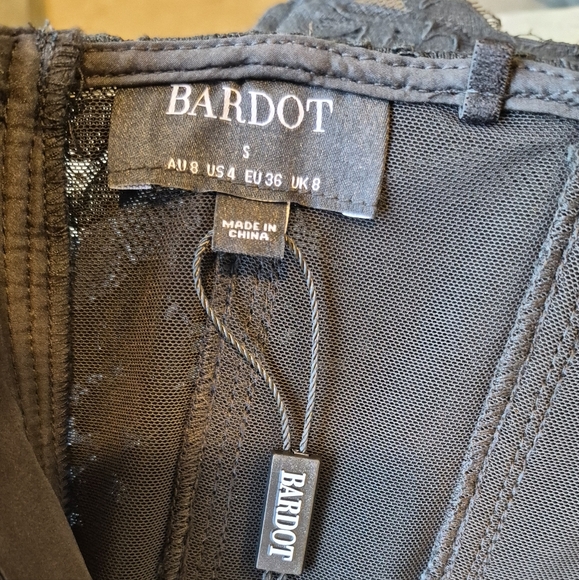 BARDOT
S
AU 8 US 4 EU 36 UK 8
MADE IN
CHINA
BARDOT